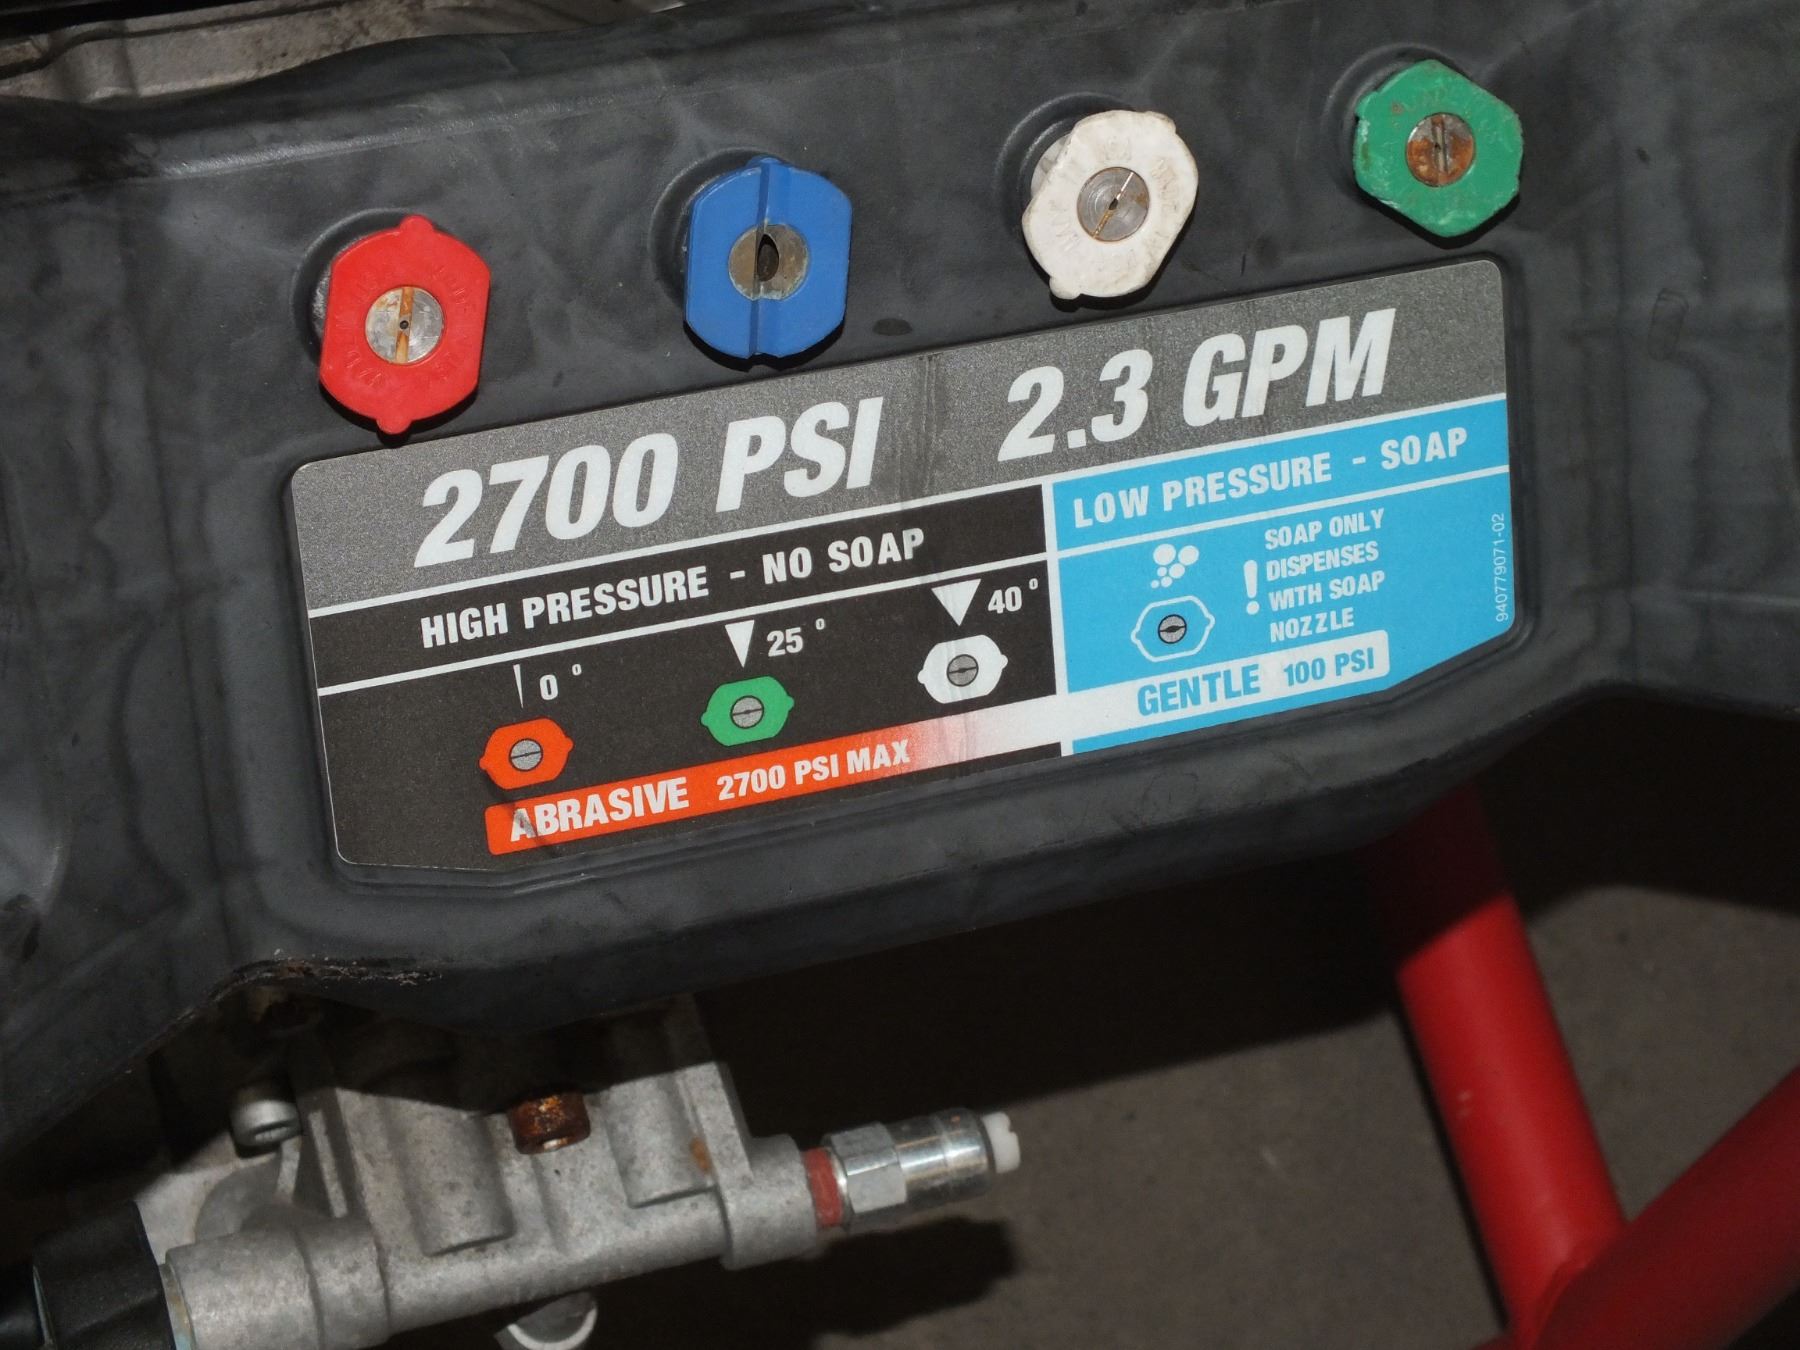 2700 PSI 2.3 GPM
HIGH PRESSURE - NO SOAP
LOW PRESSURE - SOAP
0°
25°
40°
! SOAP ONLY
DISPENSES
WITH SOAP
NOZZLE
ABRASIVE 2700 PSI MAX
GENTLE 100 PSI
940779071-02